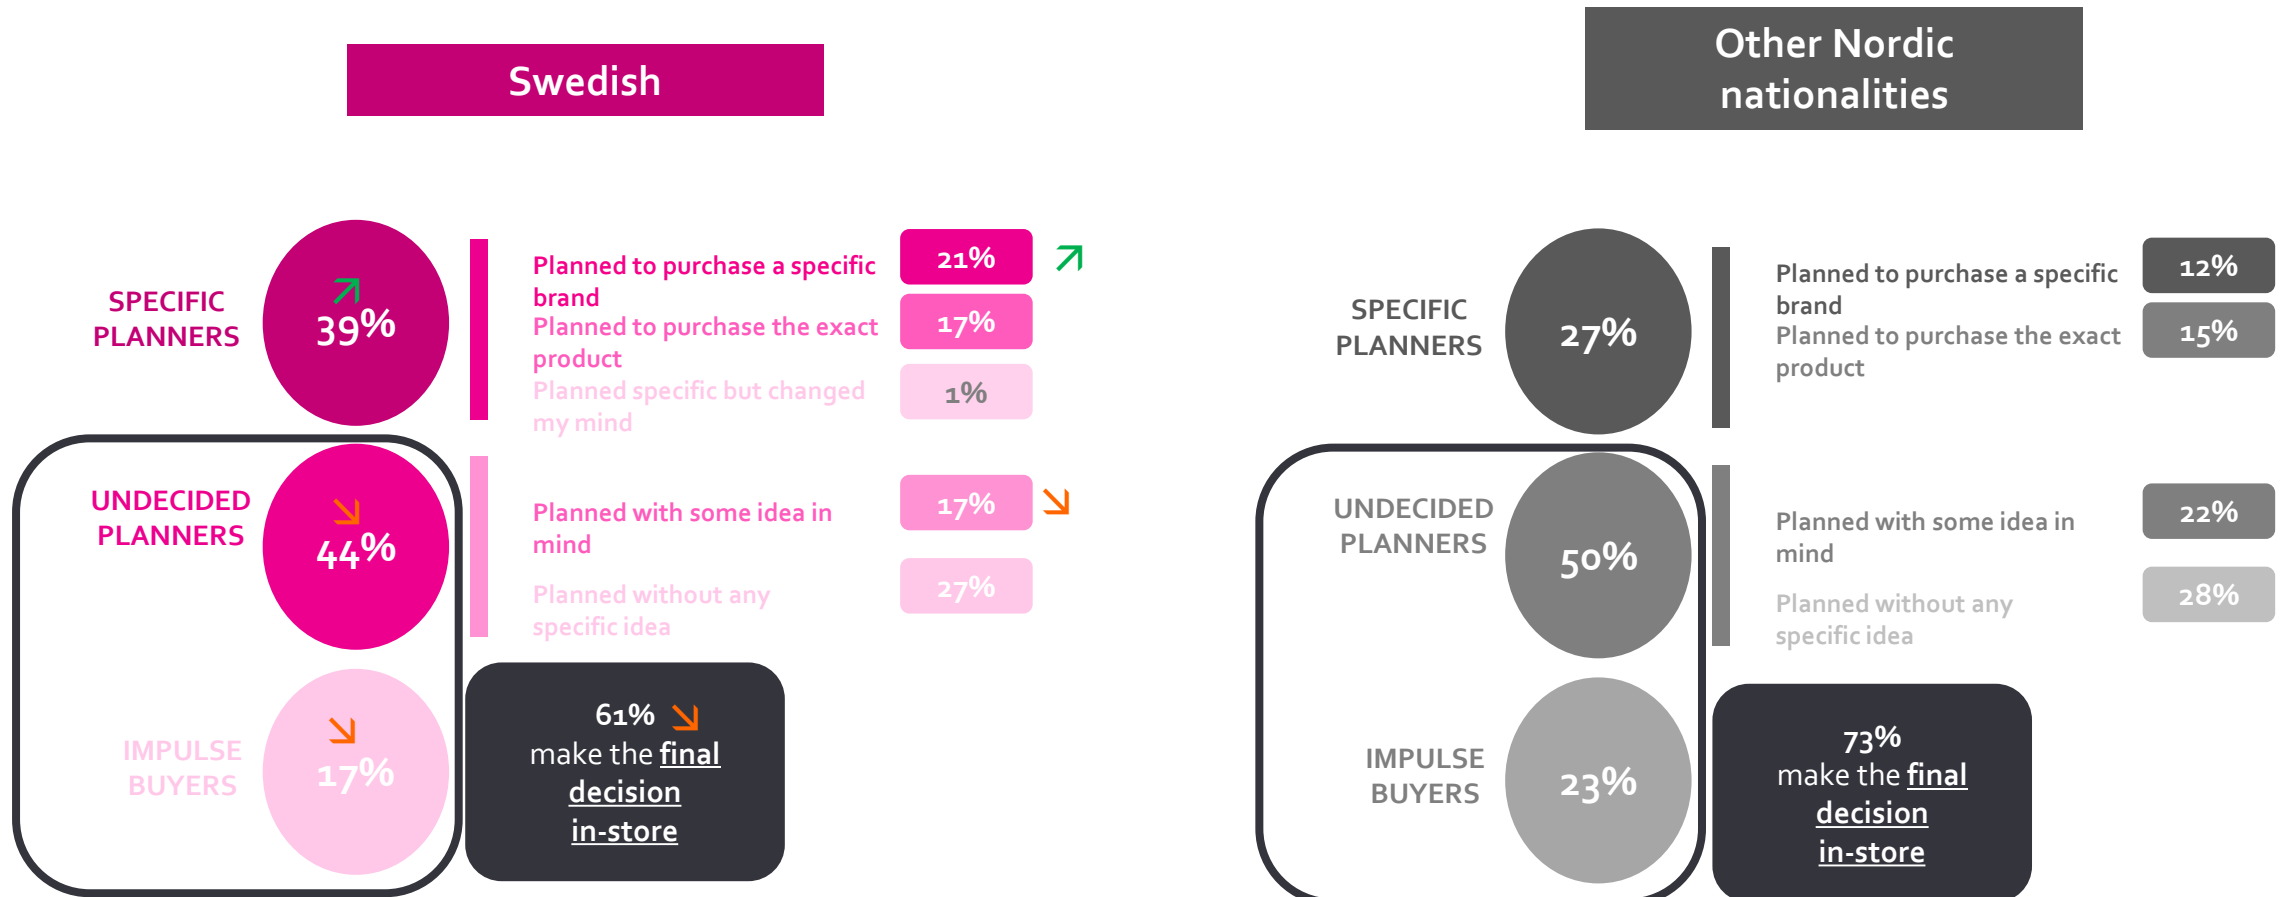 Swedish
SPECIFIC
PLANNERS
39%
Planned to purchase a specific
brand
21%
Planned to purchase the exact
product
17%
Planned specific but changed
my mind
1%
UNDECIDED
PLANNERS
44%
Planned with some idea in
mind
17%
Planned without any
specific idea
27%
IMPULSE
BUYERS
17%
61%
make the final
decision
in-store
Other Nordic
nationalities
SPECIFIC
PLANNERS
27%
Planned to purchase a specific
brand
12%
Planned to purchase the exact
product
15%
UNDECIDED
PLANNERS
50%
Planned with some idea in
mind
22%
Planned without any
specific idea
28%
IMPULSE
BUYERS
23%
73%
make the final
decision
in-store